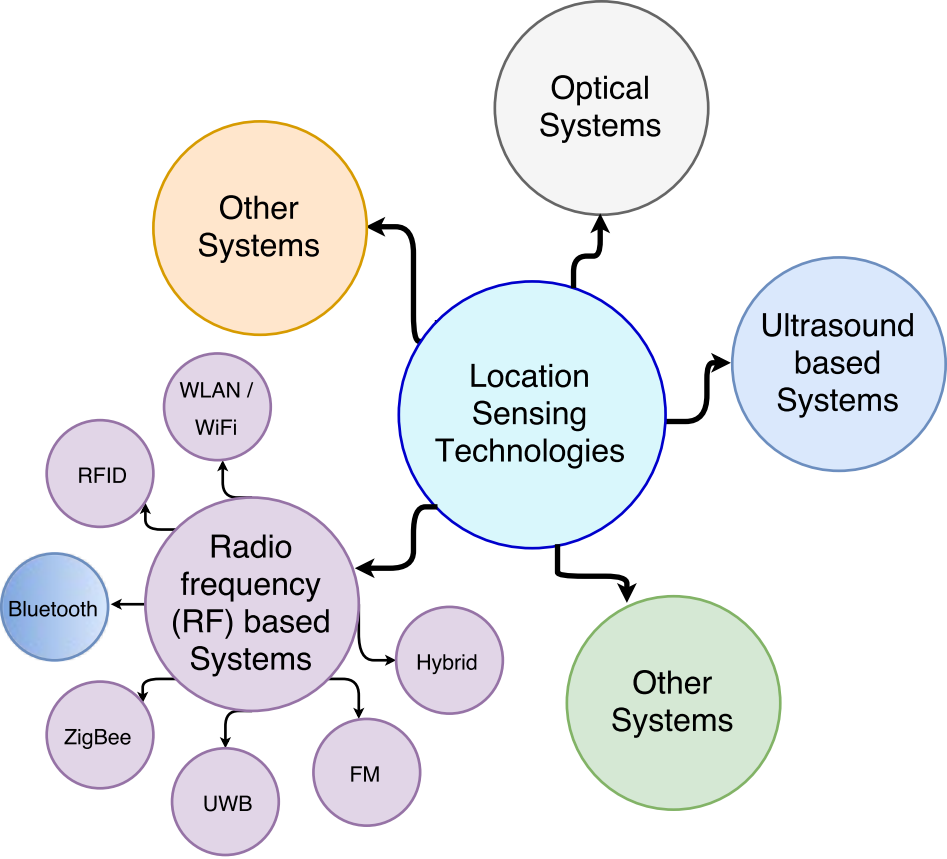 Optical
Systems
Other
Systems
Ultrasound
based
Systems
Location
Sensing
Technologies
WLAN /
WiFi
RFID
Radio
frequency
(RF) based
Systems
Bluetooth
Hybrid
ZigBee
UWB
FM
Other
Systems